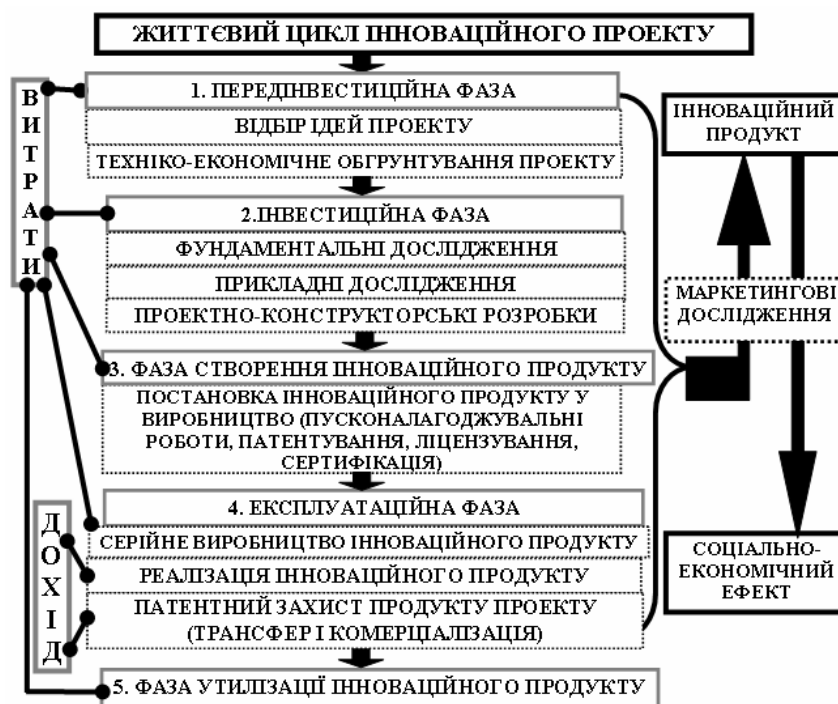 ЖИТТЄВИЙ ЦИКЛ ІННОВАЦІЙНОГО ПРОЕКТУ
ВИТРАТИ
1. ПЕРЕДІНВЕСТИЦІЙНА ФАЗА
ВІДБІР ІДЕЙ ПРОЕКТУ
ТЕХНІКО-ЕКОНОМІЧНЕ ОБГРУНТУВАННЯ ПРОЕКТУ
2.ІНВЕСТИЦІЙНА ФАЗА
ФУНДАМЕНТАЛЬНІ ДОСЛІДЖЕННЯ
ПРИКЛАДНІ ДОСЛІДЖЕННЯ
ПРОЕКТНО-КОНСТРУКТОРСЬКІ РОЗРОБКИ
3. ФАЗА СТВОРЕННЯ ІННОВАЦІЙНОГО ПРОДУКТУ
ПОСТАНОВКА ІННОВАЦІЙНОГО ПРОДУКТУ У
ВИРОБНИЦТВО (ПУСКОНАЛАГОДЖУВАЛЬНІ
РОБОТИ, ПАТЕНТУВАННЯ, ЛІЦЕНЗУВАННЯ,
СЕРТИФІКАЦІЯ)
4. ЕКСПЛУАТАЦІЙНА ФАЗА
СЕРІЙНЕ ВИРОБНИЦТВО ІННОВАЦІЙНОГО ПРОДУКТУ
ДОХІД
РЕАЛІЗАЦІЯ ІННОВАЦІЙНОГО ПРОДУКТУ
ПАТЕНТНИЙ ЗАХИСТ ПРОДУКТУ ПРОЕКТУ
(ТРАНСФЕР І КОМЕРЦІАЛІЗАЦІЯ)
5. ФАЗА УТИЛІЗАЦІЇ ІННОВАЦІЙНОГО ПРОДУКТУ
ІННОВАЦІЙНИЙ
ПРОДУКТ
МАРКЕТИНГОВІ
ДОСЛІДЖЕННЯ
СОЦІАЛЬНО-
ЕКОНОМІЧНИЙ
ЕФЕКТ